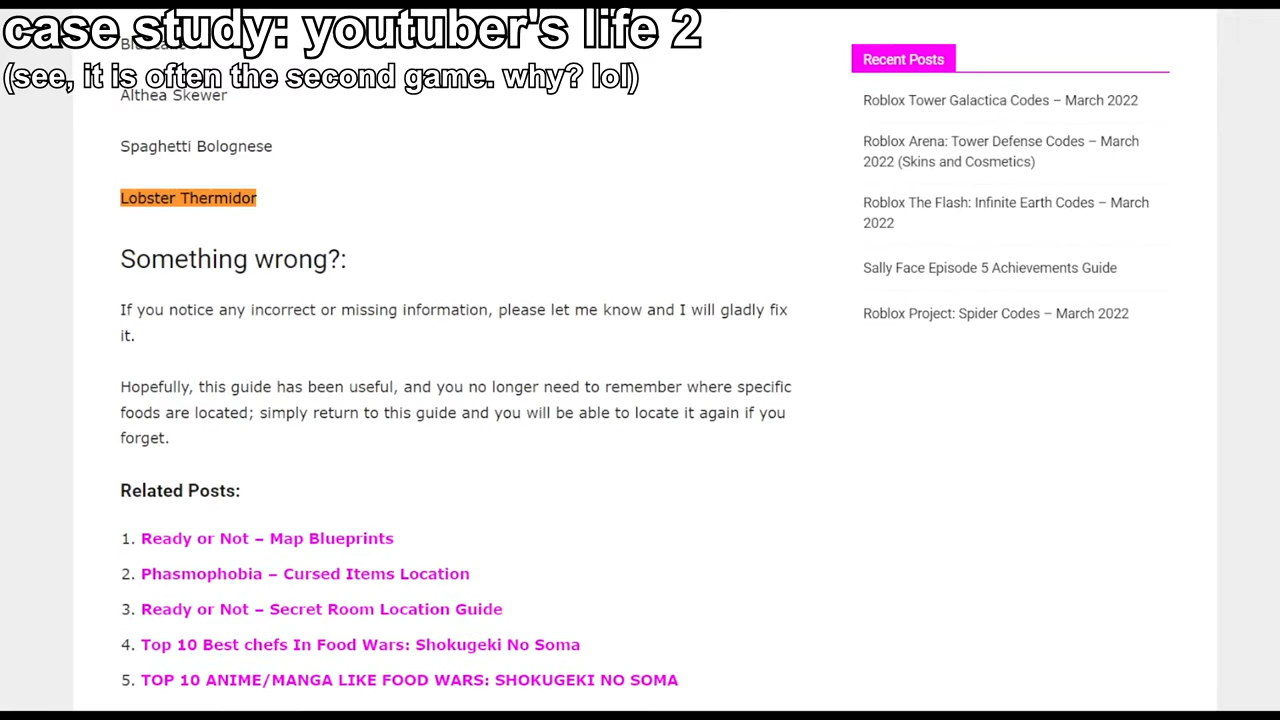 case study: youtuber's life 2
(see, it is often the second game. why? lol)
Althea Skewer
Spaghetti Bolognese
Lobster Thermidor
Something wrong?:
If you notice any incorrect or missing information, please let me know and I will gladly fix
it.
Hopefully, this guide has been useful, and you no longer need to remember where specific
foods are located; simply return to this guide and you will be able to locate it again if you
forget.
Related Posts:
1. Ready or Not – Map Blueprints
2. Phasmophobia – Cursed Items Location
3. Ready or Not – Secret Room Location Guide
4. Top 10 Best chefs In Food Wars: Shokugeki No Soma
5. TOP 10 ANIME/MANGA LIKE FOOD WARS: SHOKUGEKI NO SOMA
Recent Posts
Roblox Tower Galactica Codes – March 2022
Roblox Arena: Tower Defense Codes – March
2022 (Skins and Cosmetics)
Roblox The Flash: Infinite Earth Codes – March
2022
Sally Face Episode 5 Achievements Guide
Roblox Project: Spider Codes – March 2022